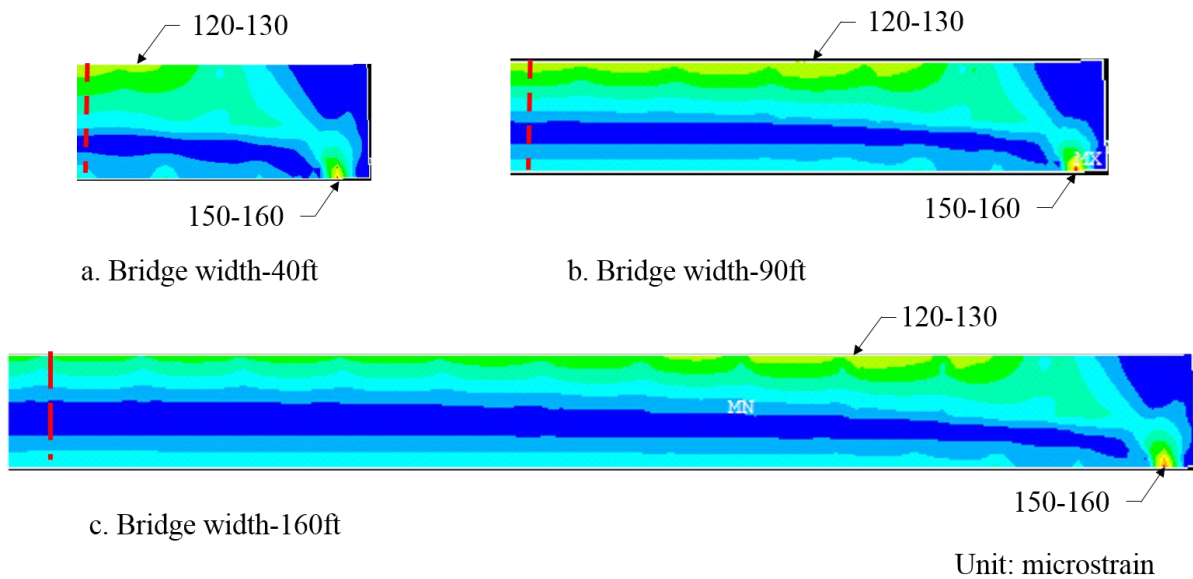 120-130
120-130
MX
150-160
150-160
a. Bridge width-40ft
b. Bridge width-90ft
120-130
MN
150-160
c. Bridge width-160ft
Unit: microstrain